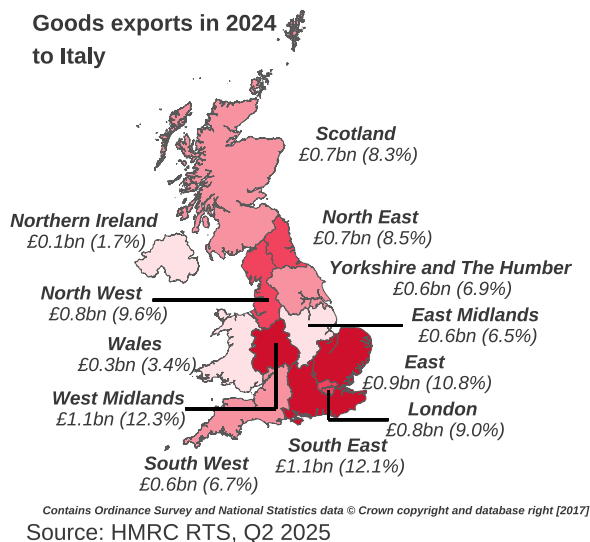 Goods exports in 2024
to Italy
Scotland
£0.7bn (8.3%)
Northern Ireland
£0.1bn (1.7%)
North East
£0.7bn (8.5%)
Yorkshire and The Humber
£0.6bn (6.9%)
North West
£0.8bn (9.6%)
East Midlands
£0.6bn (6.5%)
Wales
£0.3bn (3.4%)
East
£0.9bn (10.8%)
West Midlands
£1.1bn (12.3%)
London
£0.8bn (9.0%)
South East
£1.1bn (12.1%)
South West
£0.6bn (6.7%)
Contains Ordinance Survey and National Statistics data © Crown copyright and database right [2017]
Source: HMRC RTS, Q2 2025